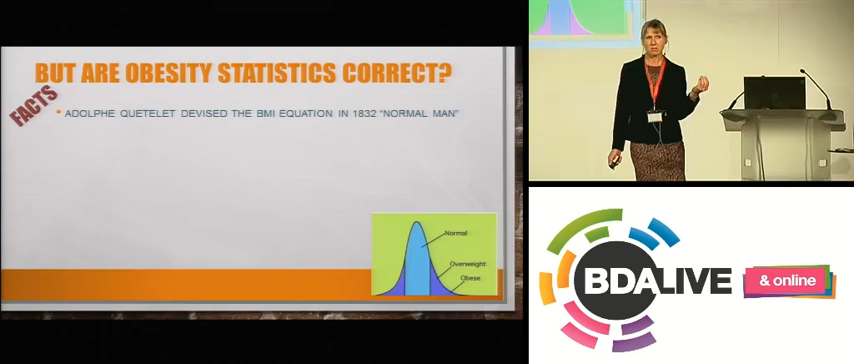 BUT ARE OBESITY STATISTICS CORRECT?
FACTS
ADOLPHE QUETELET DEVISED THE BMI EQUATION IN 1832 "NORMAL MAN"
Normal
Overweight
Obese
BDALIVE & online